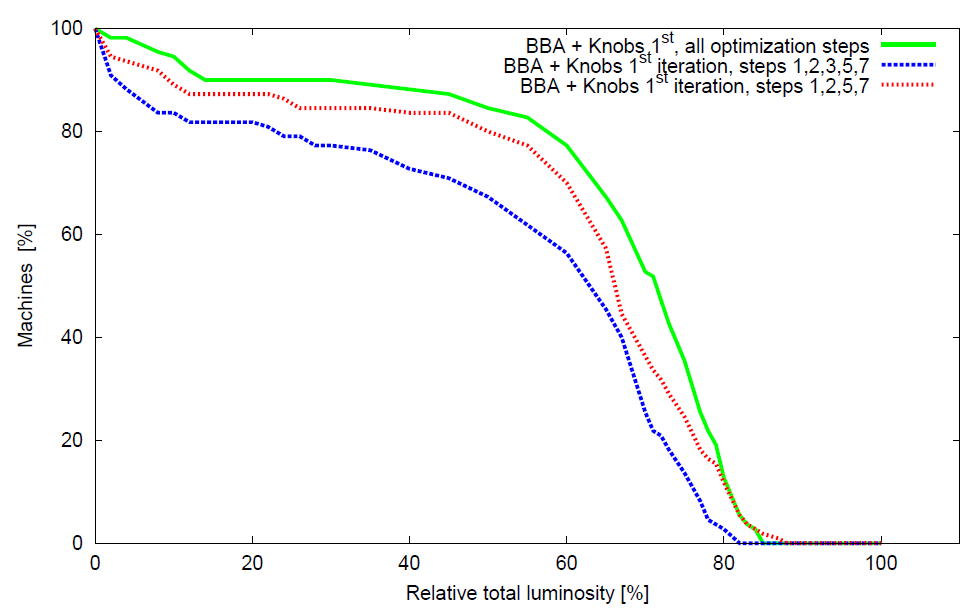 BBA + Knobs 1st, all optimization steps
BBA + Knobs 1st iteration, steps 1,2,3,5,7
BBA + Knobs 1st iteration, steps 1,2,5,7
100
80
60
40
20
0
Machines [%]
0 20 40 60 80 100
Relative total luminosity [%]